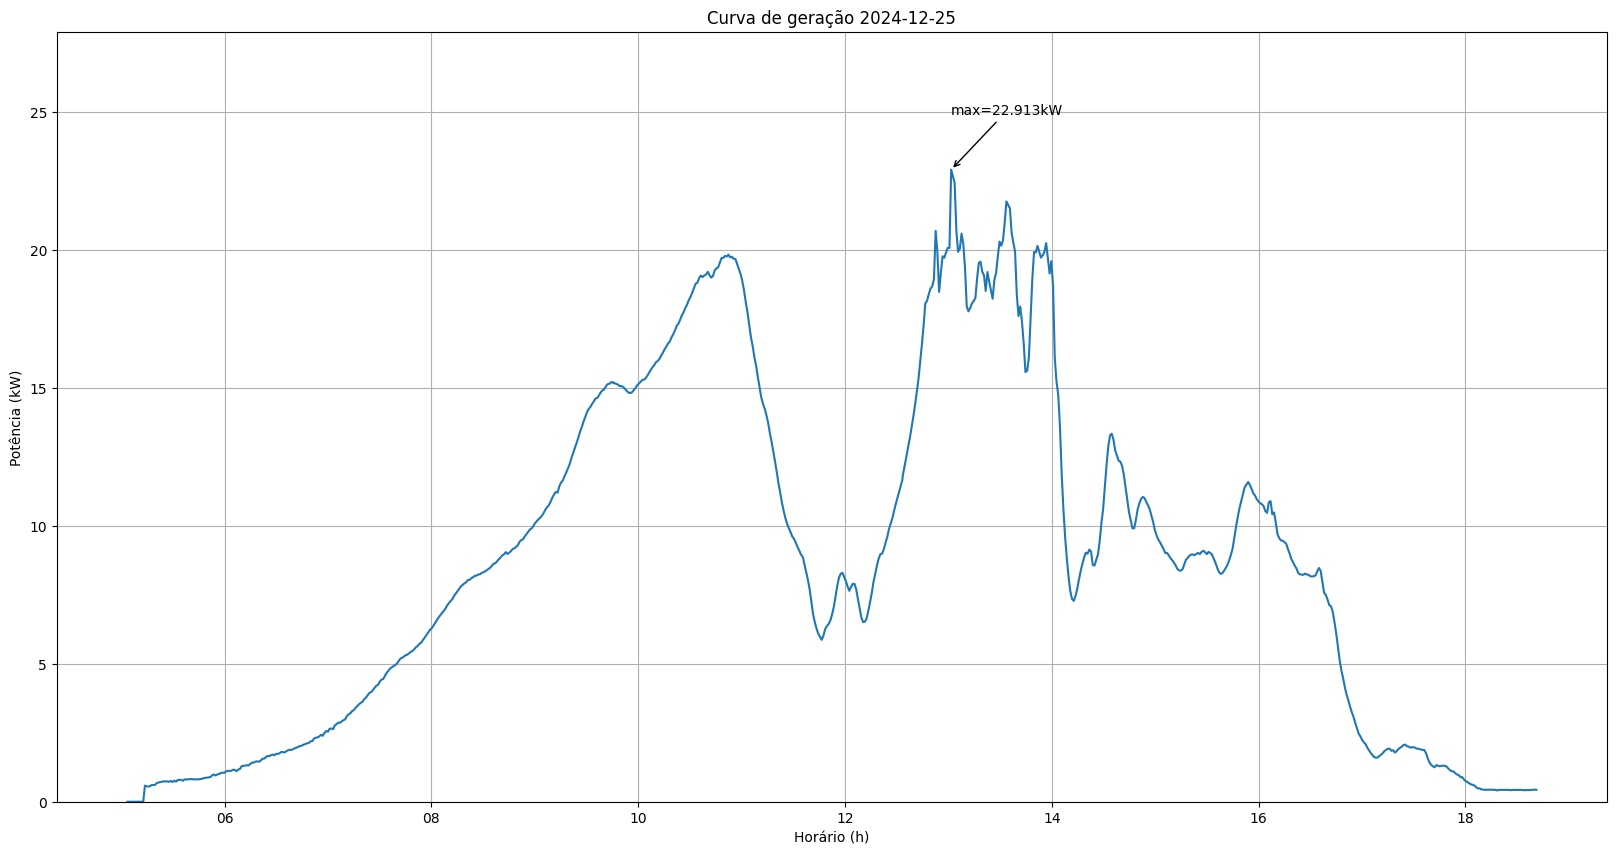 Curva de geração 2024-12-25
max=22.913kW
25
20
15
10
5
0
Potência (kW)
06 08 10 12 14 16 18
Horário (h)